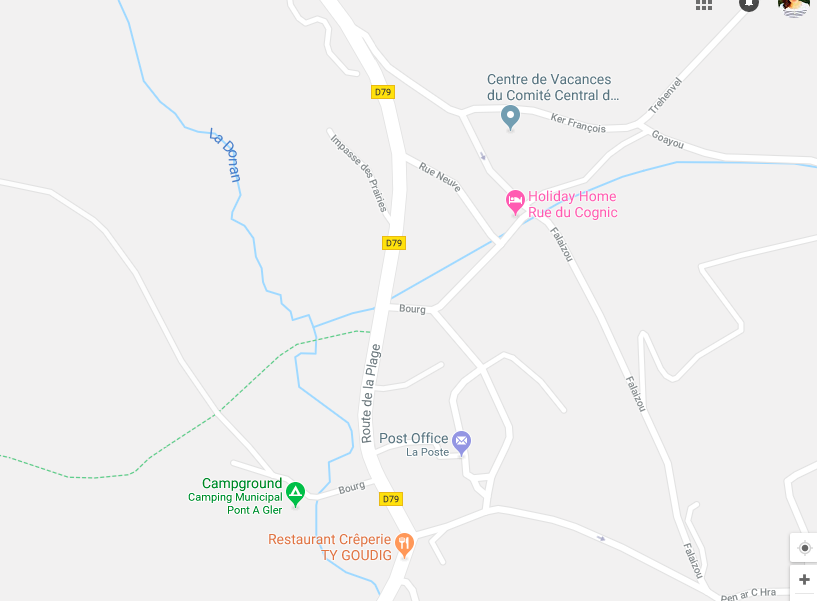 Centre de Vacances
du Comité Central d...
D79
Trehenvel
Ker François
Goayou
La Donan
Impasse des Prairies
Rue Neuke
Holiday Home
Rue du Cognic
D79
Falaizou
Bourg
Route de la Plage
Falaizou
Post Office
La Poste
Campground
Camping Municipal
Pont A Gler
Bourg
D79
Restaurant Crêperie
TY GOUDIG
Falaizou
Pen ar C Hra